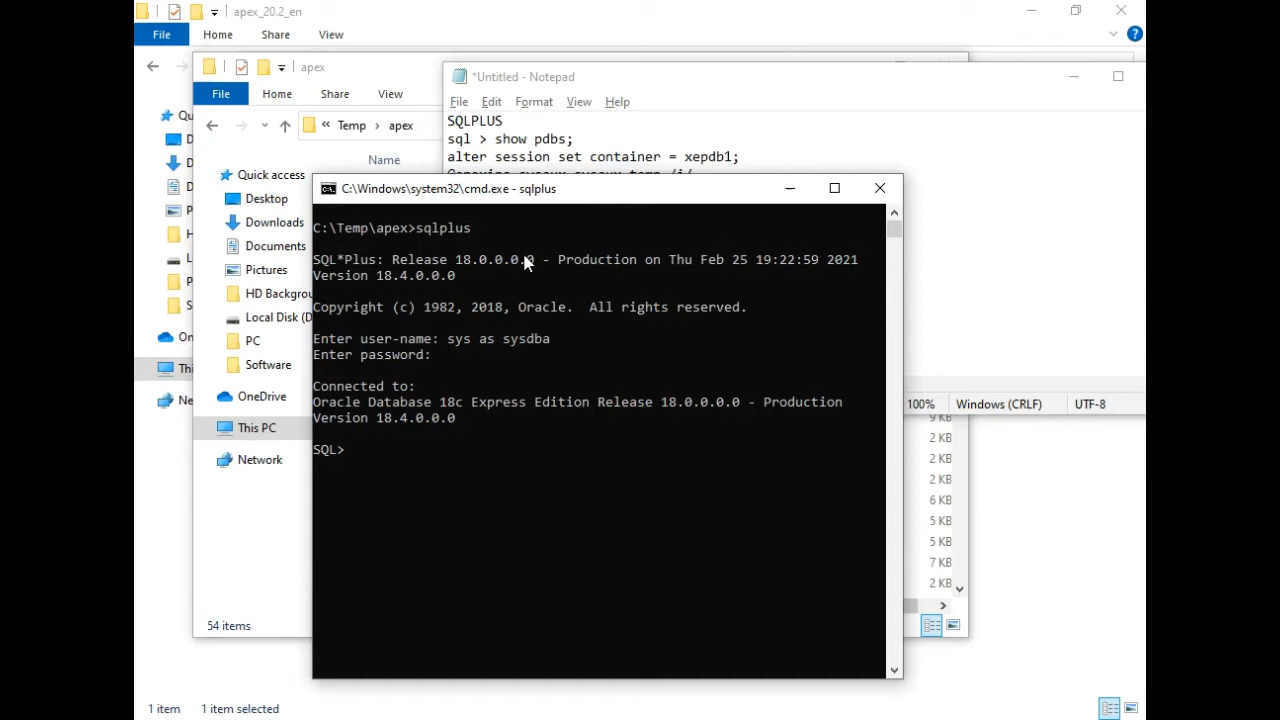 apex_20.2_en
File Home Share View
apex
File Home Share View
Temp > apex
Name
Quick access
Desktop
Downloads
Documents
Pictures
HD Backgrou
Local Disk (D
PC
Software
OneDrive
This PC
Network
54 items
1 item 1 item selected
*Untitled - Notepad
File Edit Format View Help
SQLPLUS
sql > show pdbs;
alter session set container = xepdb1;
C:\Windows\system32\cmd.exe - sqlplus
C:\Temp\apex>sqlplus
SQL*Plus: Release 18.0.0.0.0 - Production on Thu Feb 25 19:22:59 2021
Version 18.4.0.0.0
Copyright (c) 1982, 2018, Oracle. All rights reserved.
Enter user-name: sys as sysdba
Enter password:
Connected to:
Oracle Database 18c Express Edition Release 18.0.0.0.0 - Production
Version 18.4.0.0.0
SQL>
100% Windows (CRLF) UTF-8
9 KB
2 KB
2 KB
2 KB
6 KB
5 KB
5 KB
7 KB
2 KB